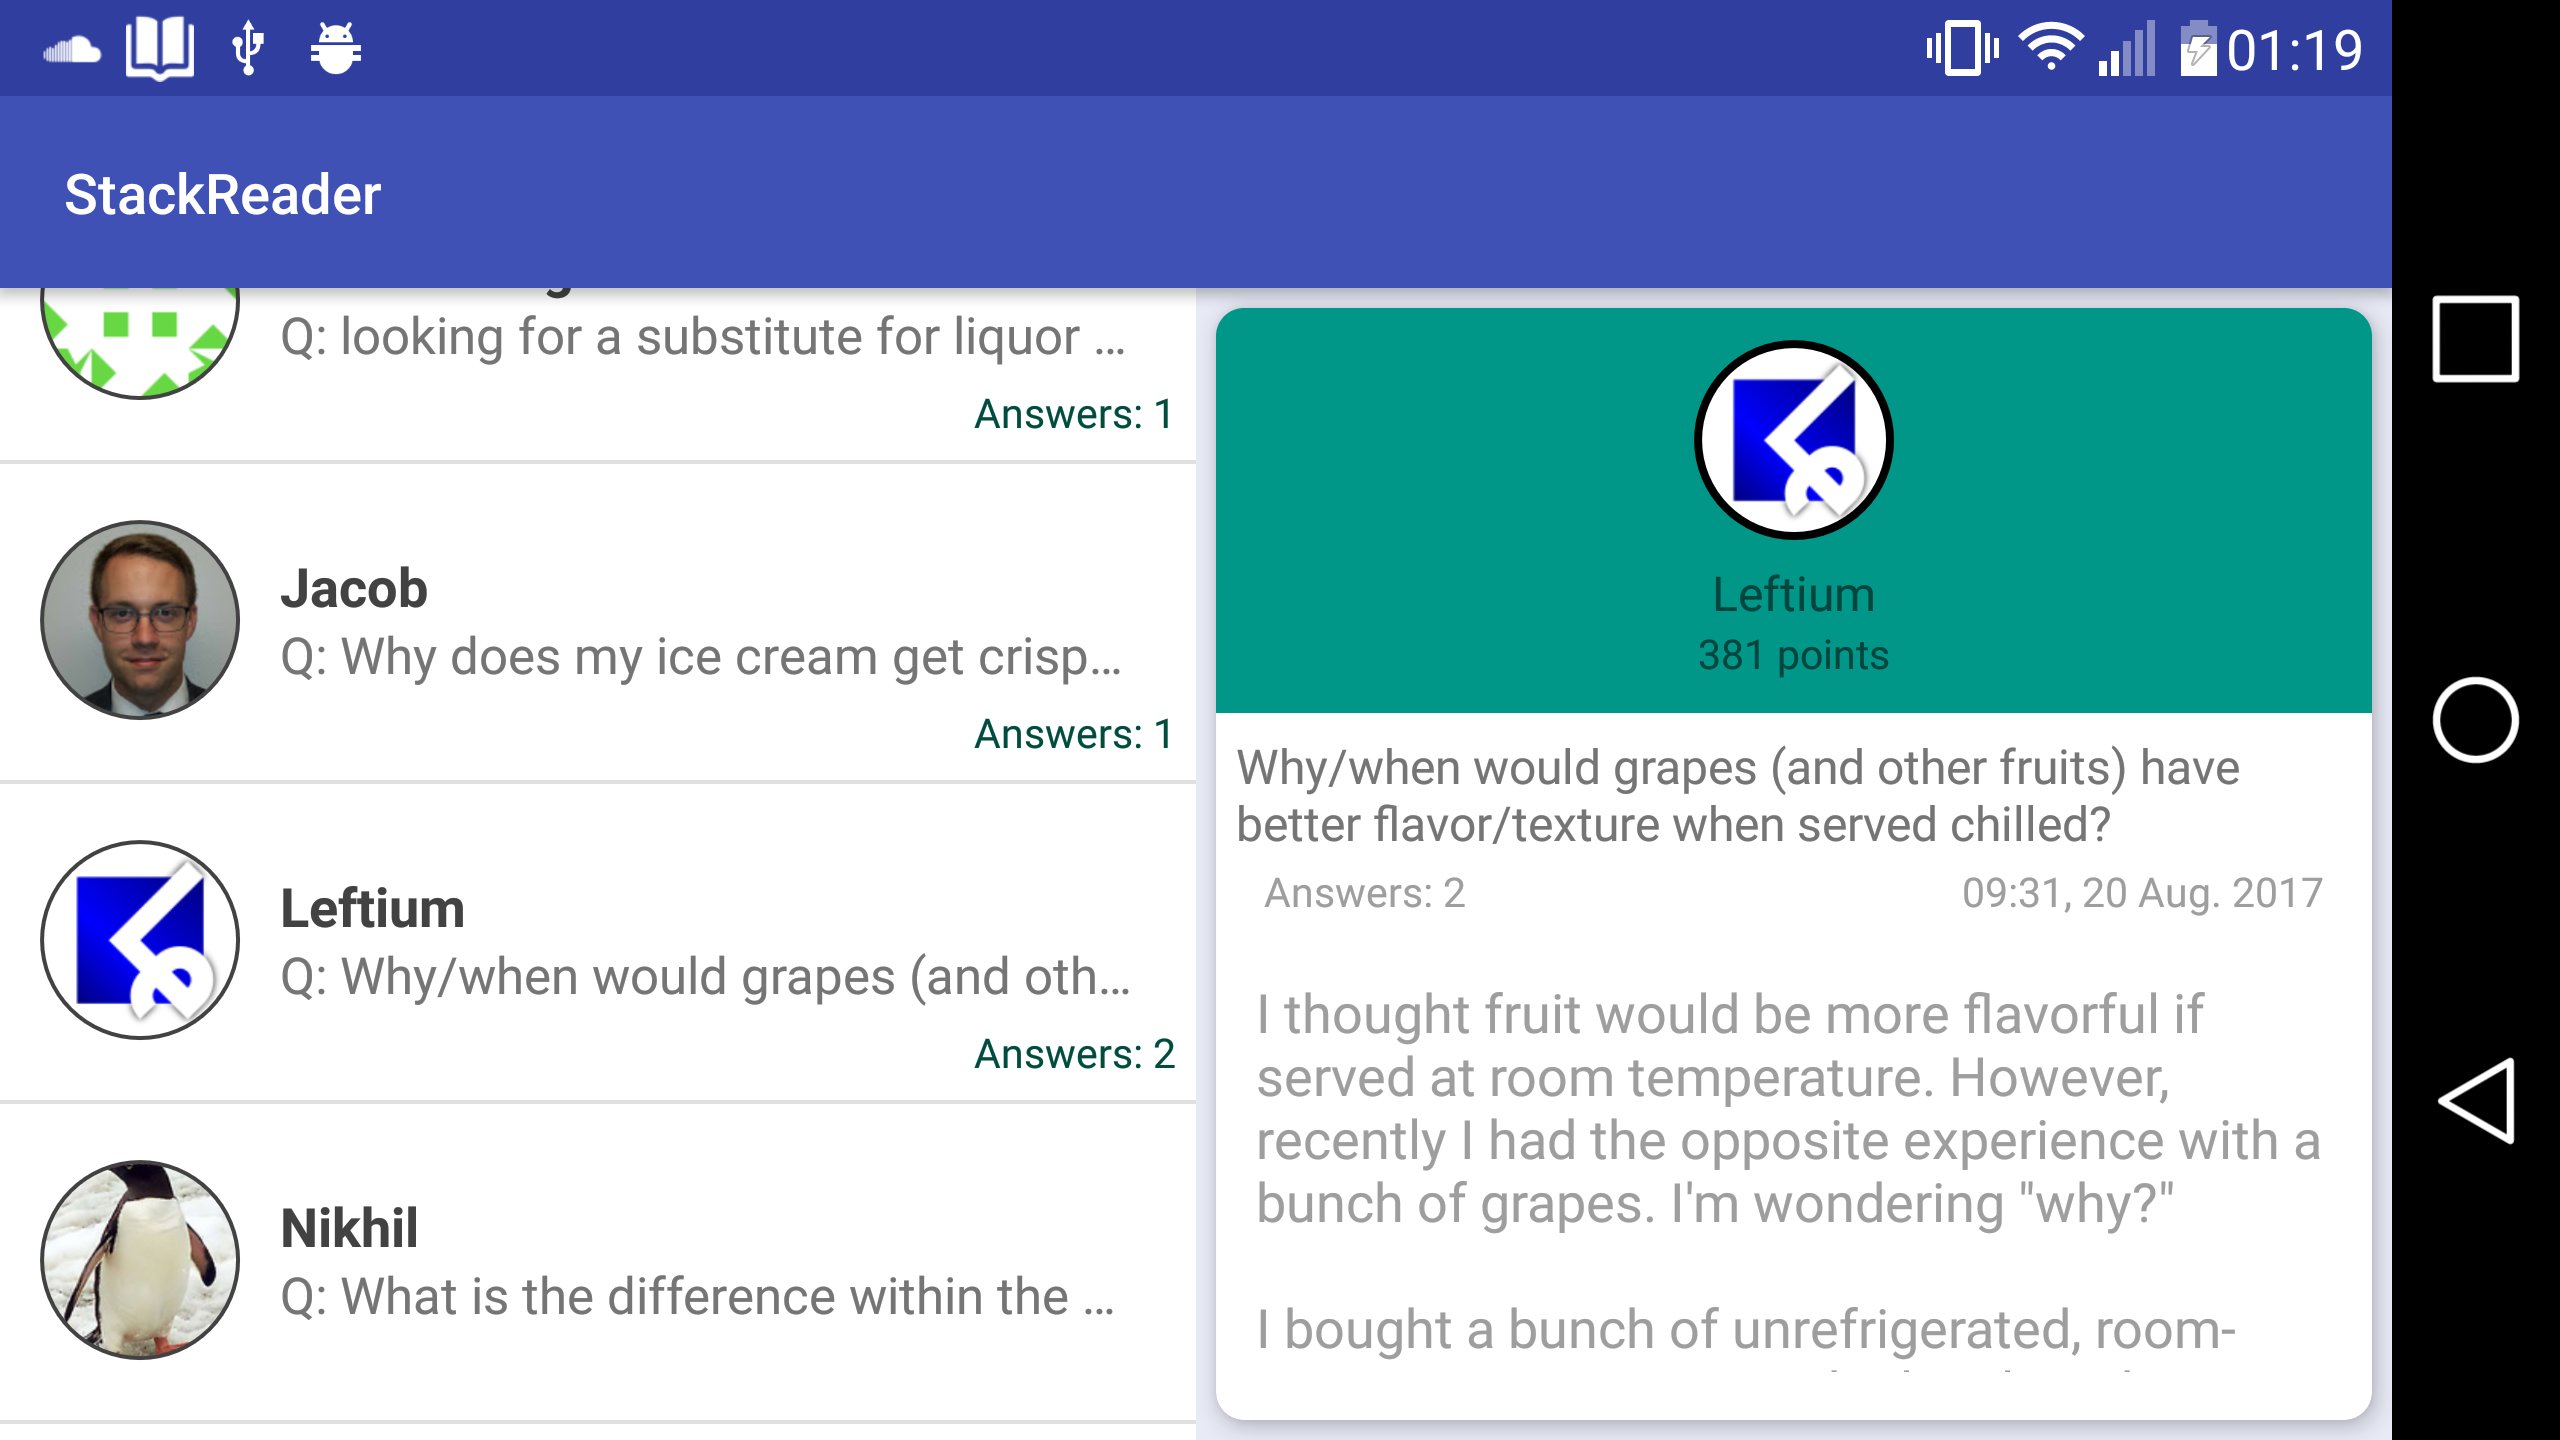 01:19
StackReader
Q: looking for a substitute for liquor …
Answers: 1
Jacob
Q: Why does my ice cream get crisp…
Answers: 1
Leftium
Q: Why/when would grapes (and oth…
Answers: 2
Nikhil
Q: What is the difference within the …
Leftium
381 points
Why/when would grapes (and other fruits) have
better flavor/texture when served chilled?
Answers: 2
09:31, 20 Aug. 2017
I thought fruit would be more flavorful if
served at room temperature. However,
recently I had the opposite experience with a
bunch of grapes. I'm wondering "why?"
I bought a bunch of unrefrigerated, room-